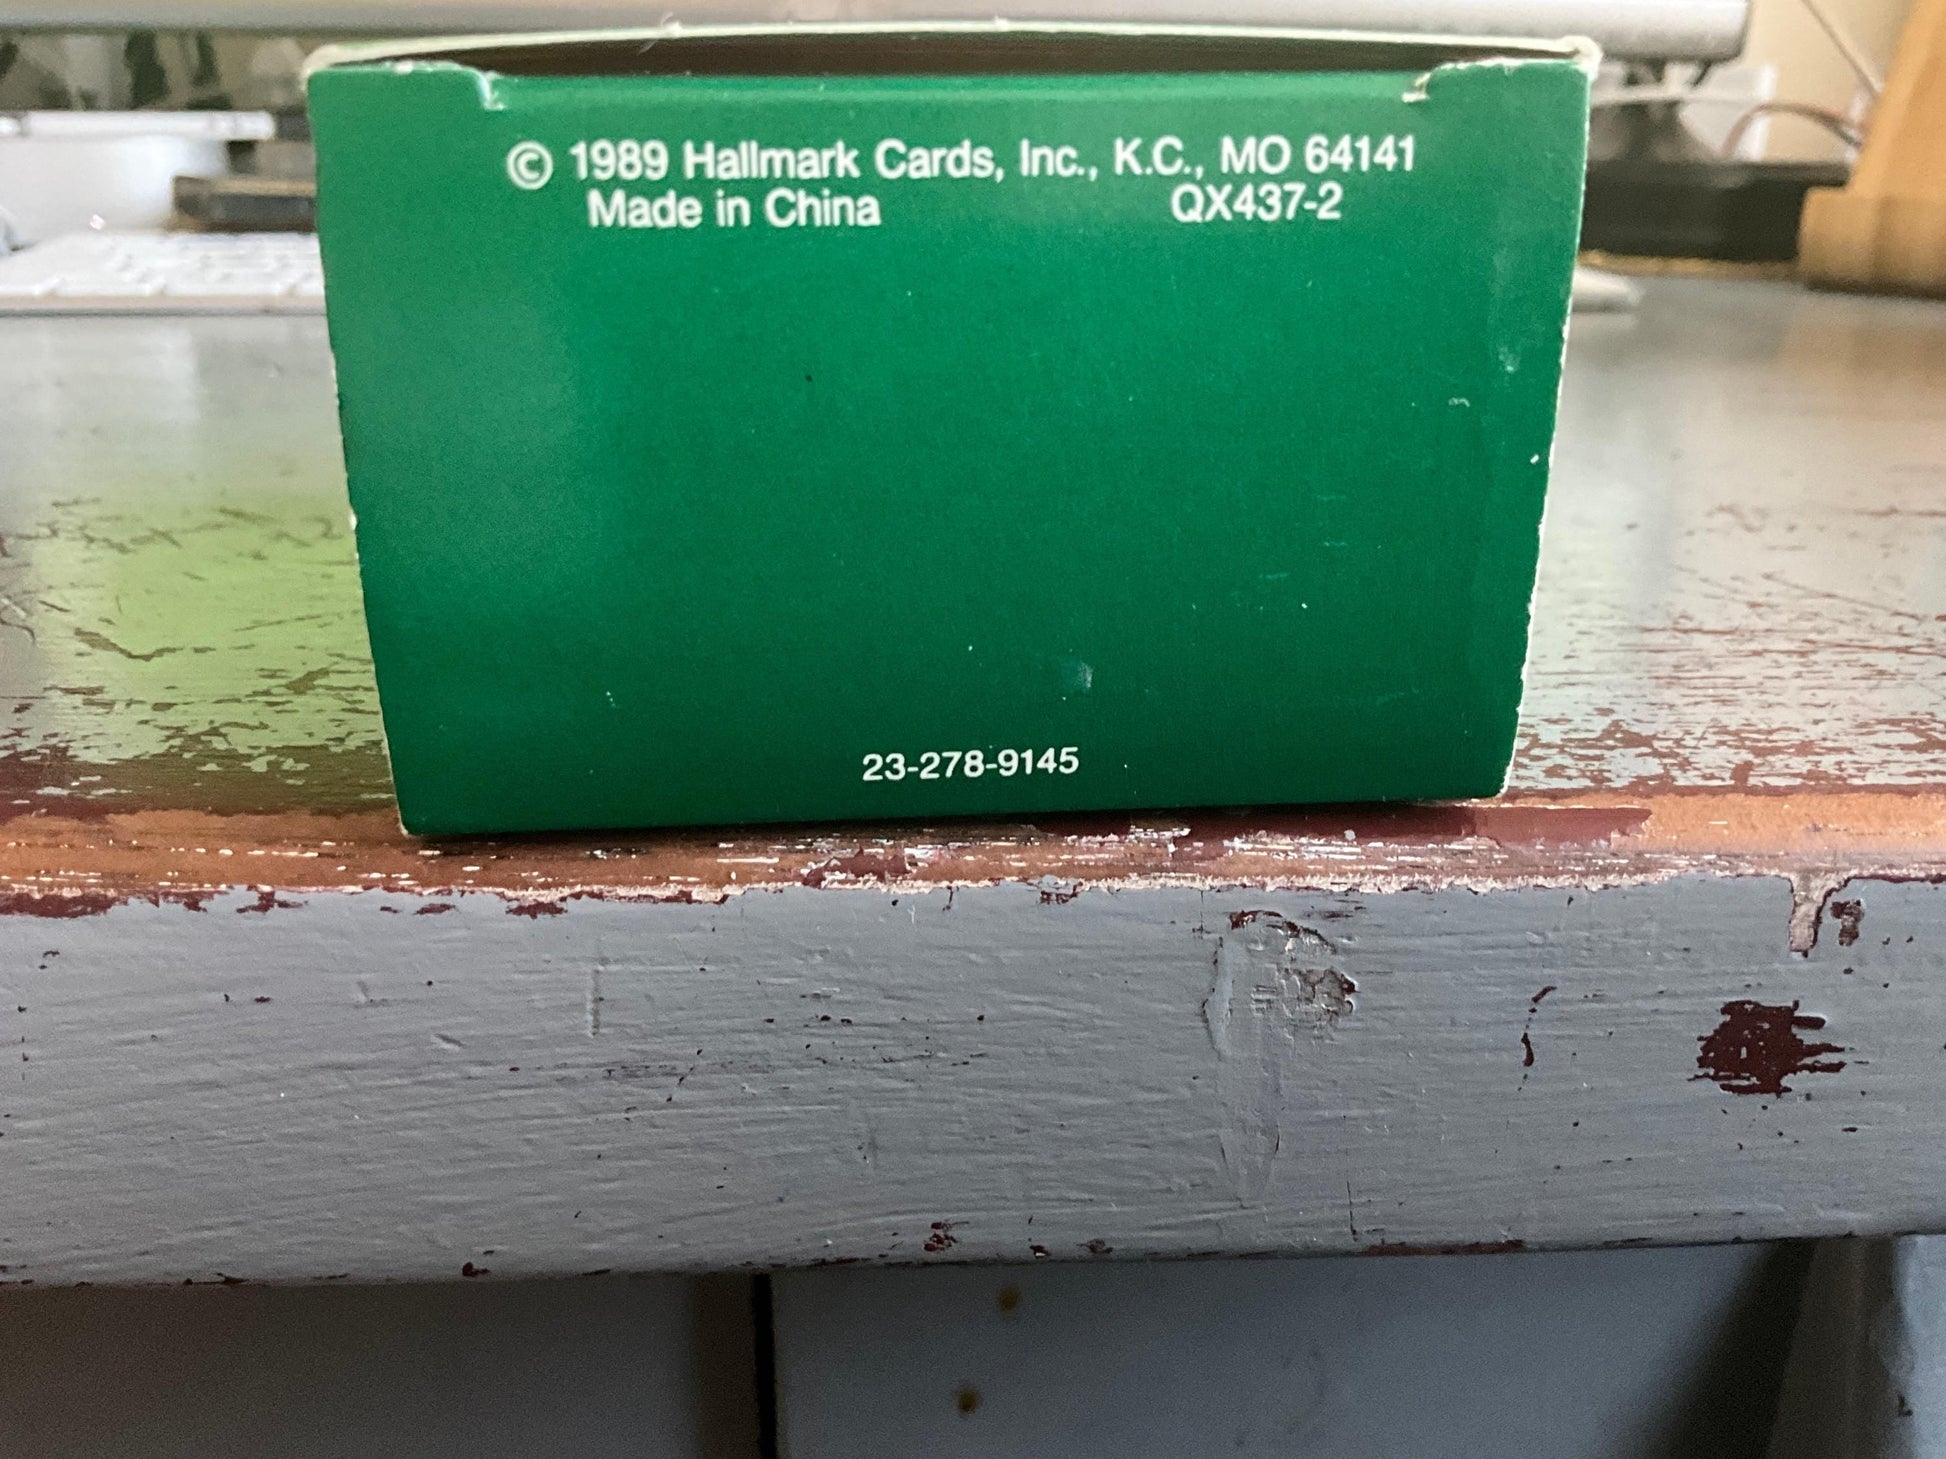 © 1989 Hallmark Cards, Inc., K.C., MO 64141
Made in China QX437-2
23-278-9145